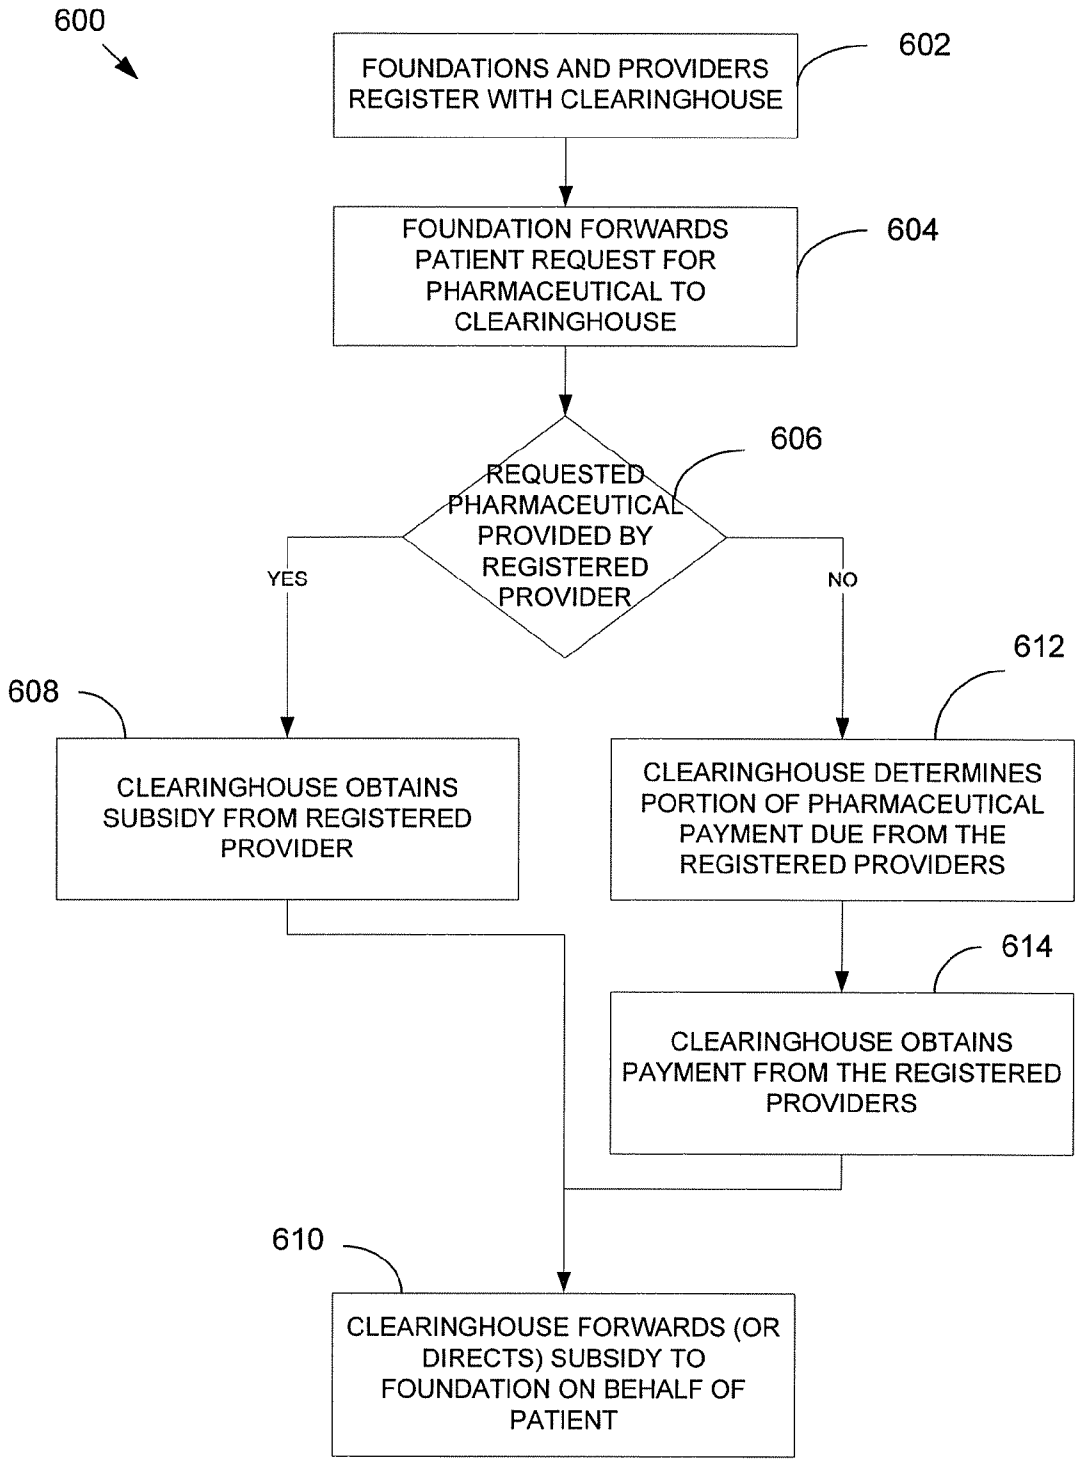 600
602
FOUNDATIONS AND PROVIDERS
REGISTER WITH CLEARINGHOUSE
604
FOUNDATION FORWARDS
PATIENT REQUEST FOR
PHARMACEUTICAL TO
CLEARINGHOUSE
606
REQUESTED
PHARMACEUTICAL
PROVIDED BY
REGISTERED
PROVIDER
YES
NO
608
CLEARINGHOUSE OBTAINS
SUBSIDY FROM REGISTERED
PROVIDER
612
CLEARINGHOUSE DETERMINES
PORTION OF PHARMACEUTICAL
PAYMENT DUE FROM THE
REGISTERED PROVIDERS
614
CLEARINGHOUSE OBTAINS
PAYMENT FROM THE REGISTERED
PROVIDERS
610
CLEARINGHOUSE FORWARDS (OR
DIRECTS) SUBSIDY TO
FOUNDATION ON BEHALF OF
PATIENT